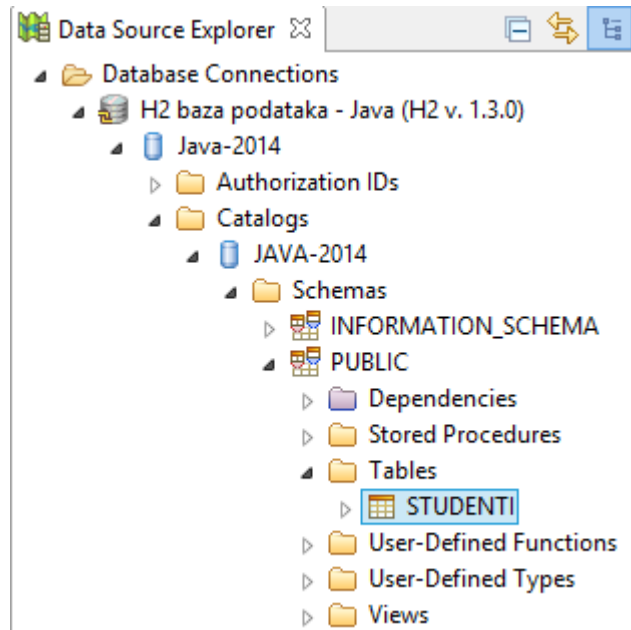 Data Source Explorer
Database Connections
H2 baza podataka - Java (H2 v. 1.3.0)
Java-2014
Authorization IDs
Catalogs
JAVA-2014
Schemas
INFORMATION_SCHEMA
PUBLIC
Dependencies
Stored Procedures
Tables
STUDENTI
User-Defined Functions
User-Defined Types
Views